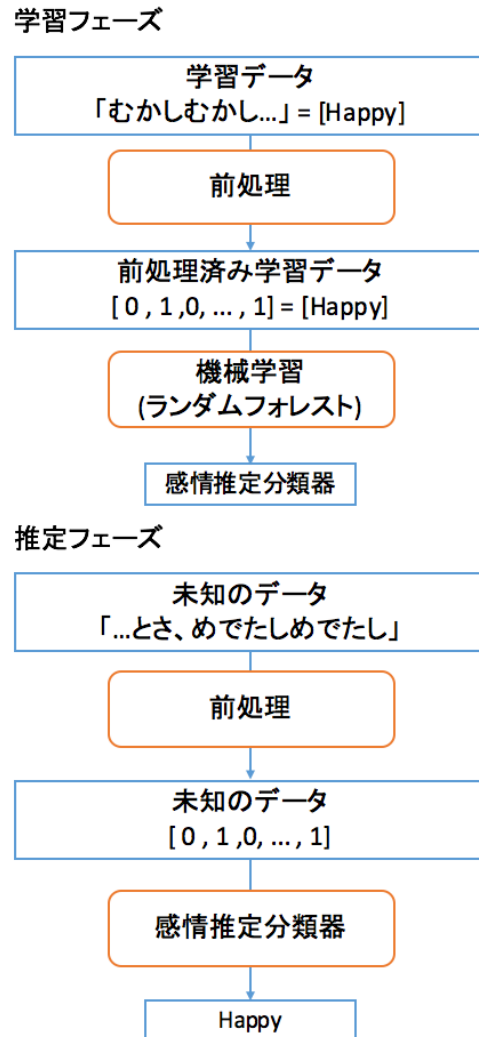 学習フェーズ
学習データ
「むかしむかし...」 = [Happy]
前処理
前処理済み学習データ
[ 0 , 1 ,0, ... , 1] = [Happy]
機械学習
(ランダムフォレスト)
感情推定分類器
推定フェーズ
未知のデータ
「...とさ、めでたしめでたし」
前処理
未知のデータ
[ 0 , 1 ,0, ... , 1]
感情推定分類器
Happy